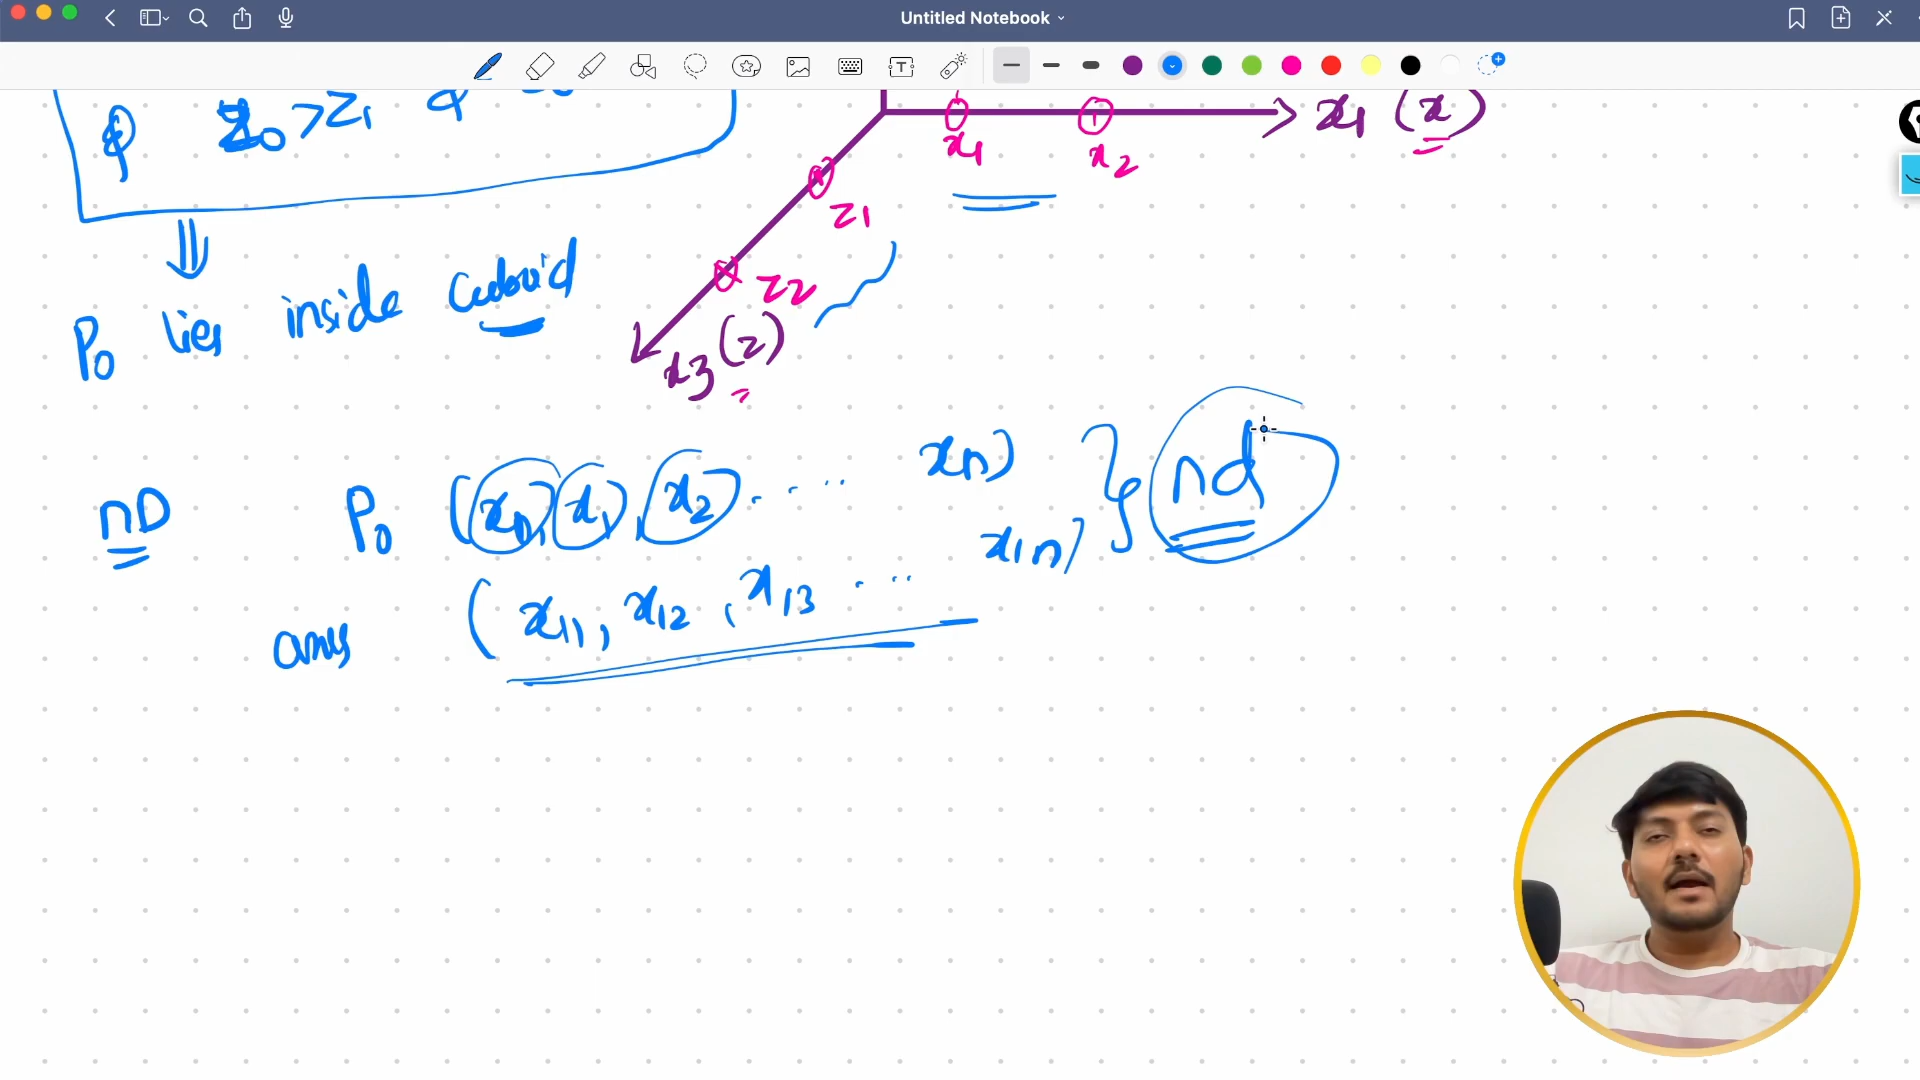 Untitled Notebook
T
& z₀ > z₁ &
x₁ (x)
x₁
x₂
z₁
P₀ lies inside cuboid
z₂
x₃ (z)
nD P₀ (x₀, x₁, x₂ ..... xn) } nd
(x₁₁, x₁₂, x₁₃ .... x₁n)